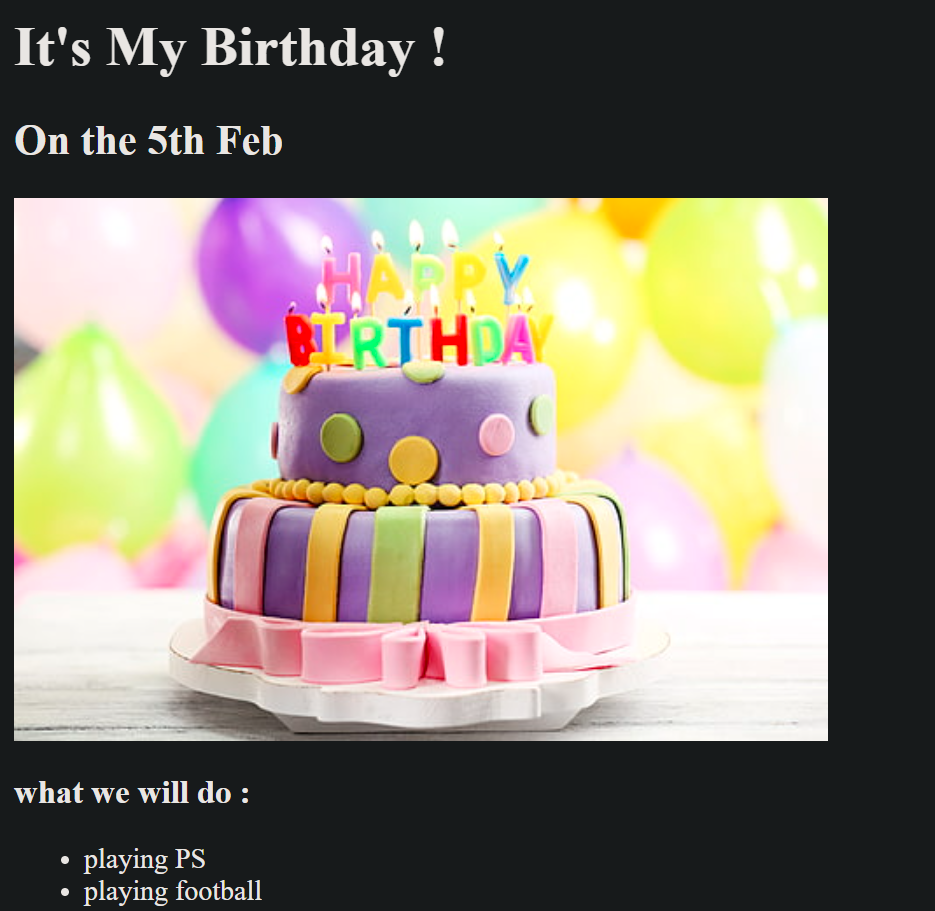 It's My Birthday !
On the 5th Feb
HAPPY
BIRTHDAY
what we will do :
playing PS
playing football